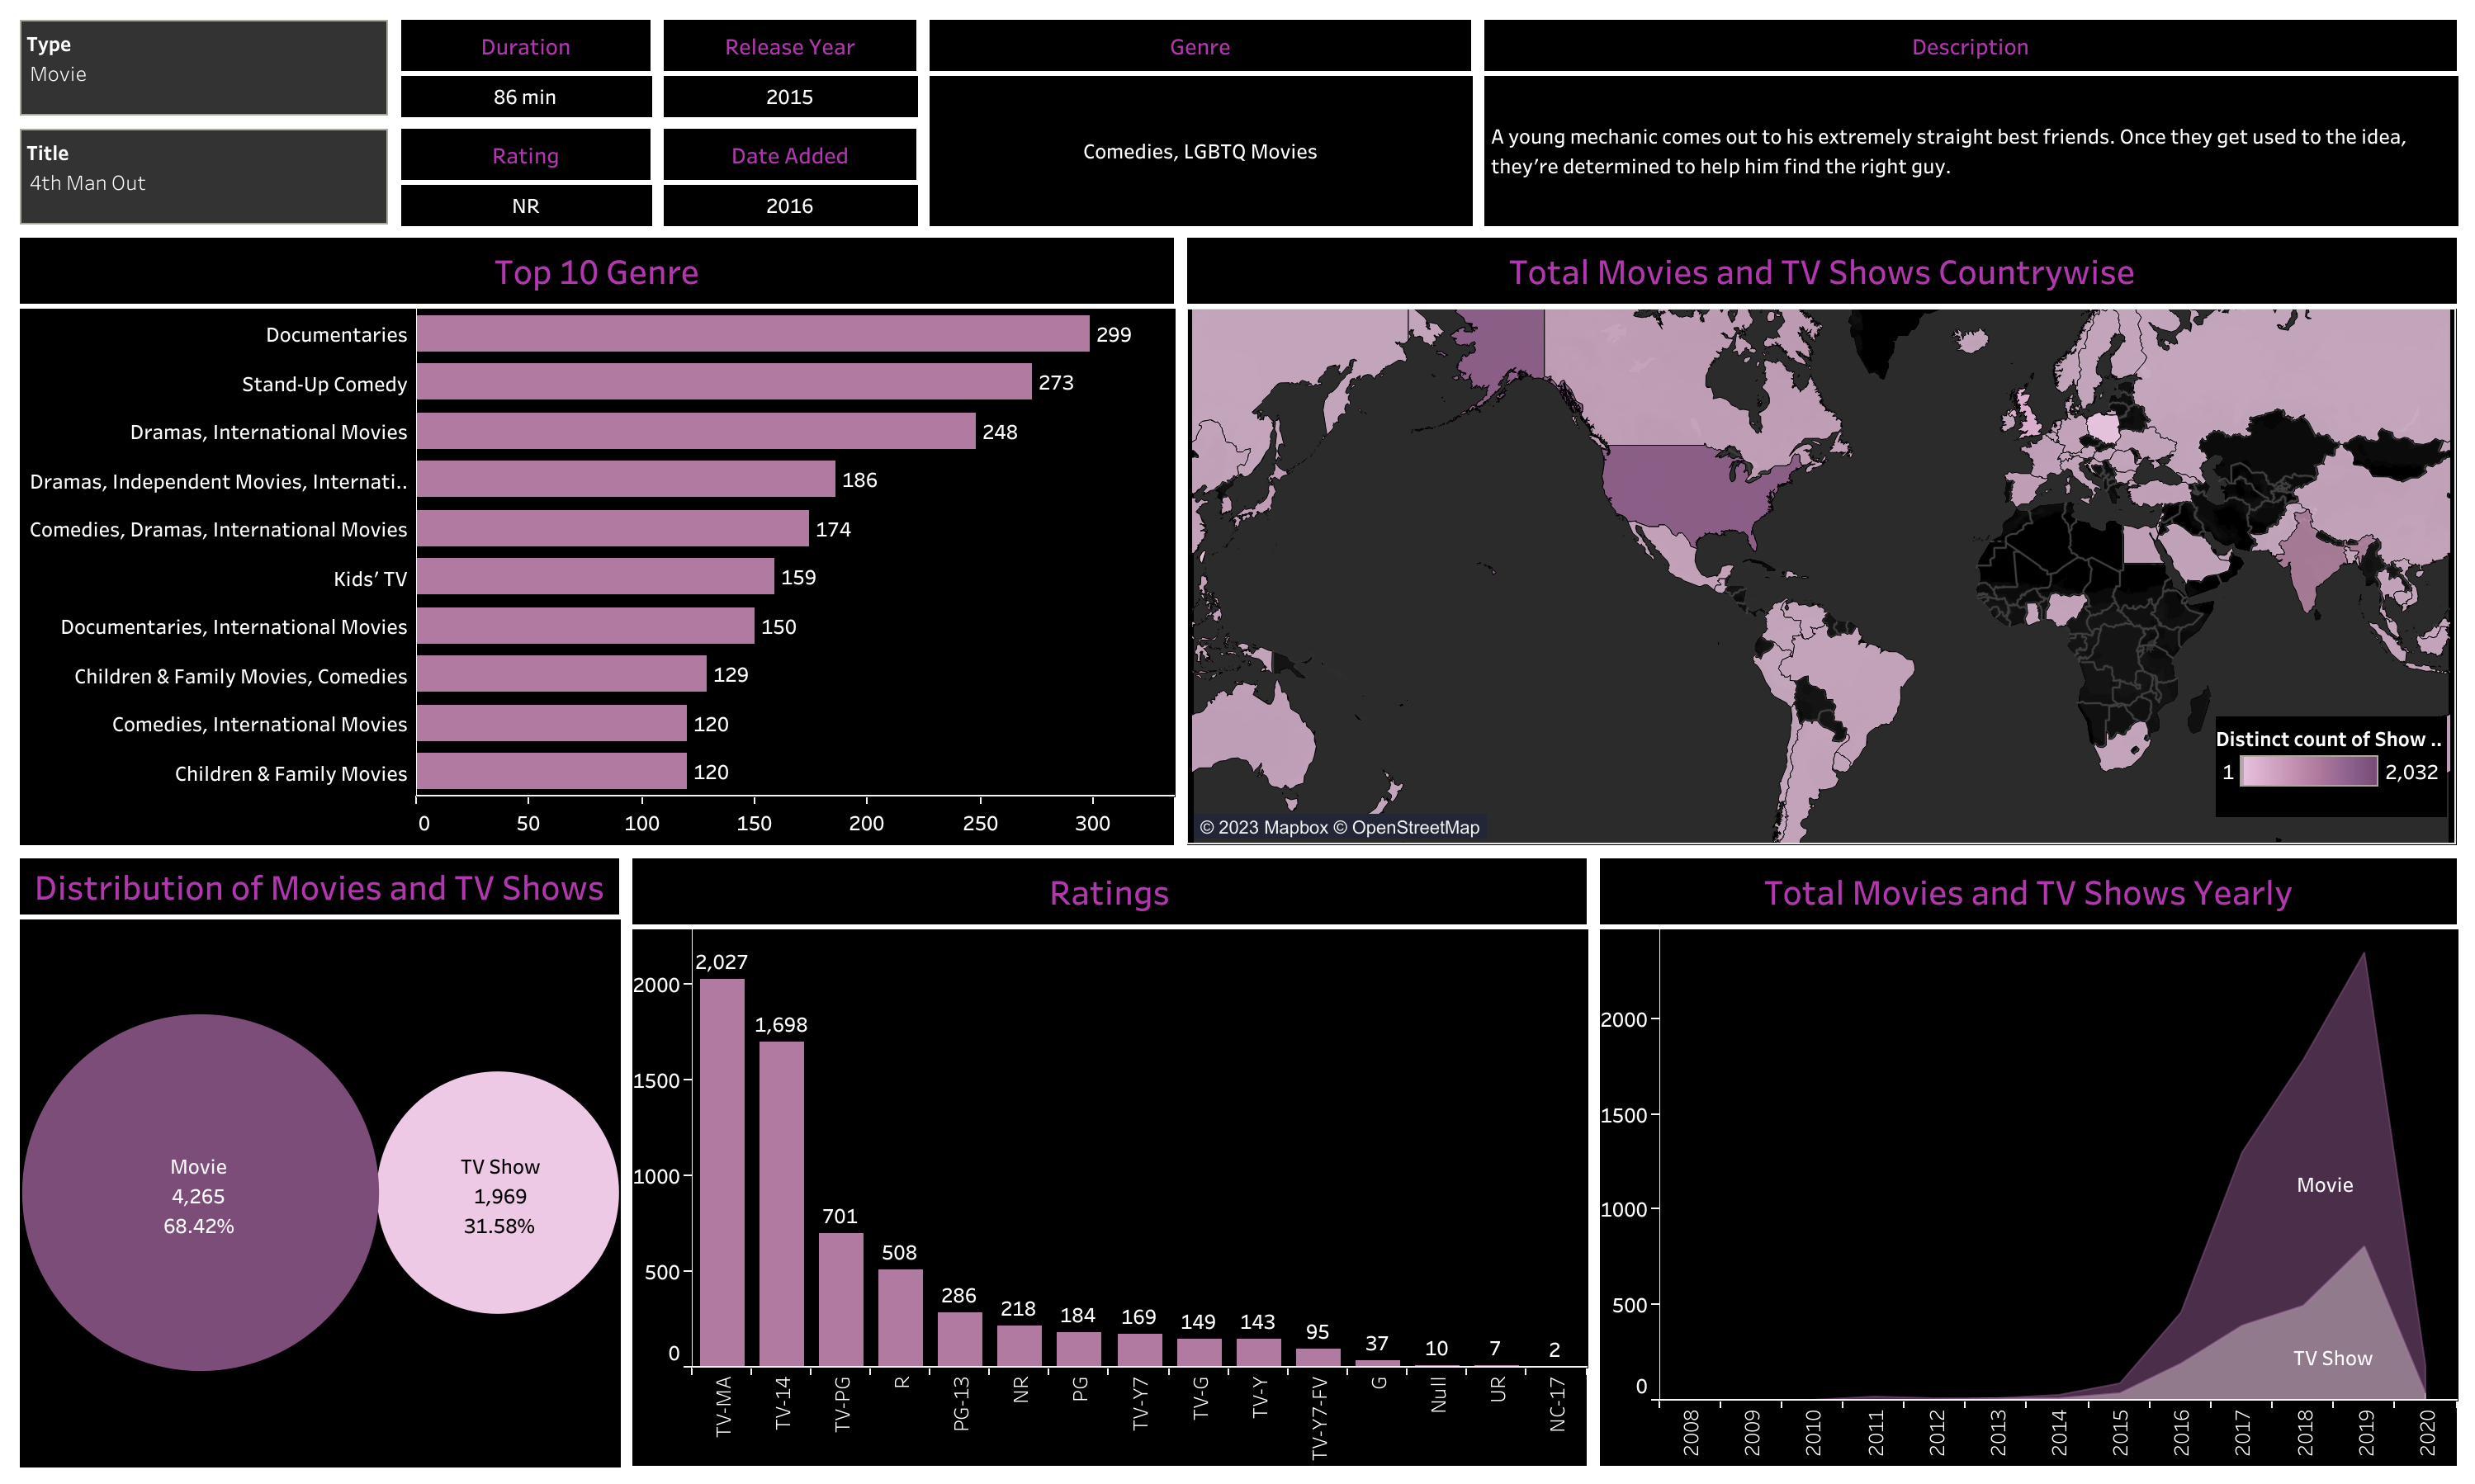 Type
Movie
Duration
86 min
Release Year
2015
Genre
Comedies, LGBTQ Movies
Description
A young mechanic comes out to his extremely straight best friends. Once they get used to the idea,
they’re determined to help him find the right guy.
Title
4th Man Out
Rating
NR
Date Added
2016
Top 10 Genre
Documentaries 299
Stand-Up Comedy 273
Dramas, International Movies 248
Dramas, Independent Movies, Internati.. 186
Comedies, Dramas, International Movies 174
Kids’ TV 159
Documentaries, International Movies 150
Children & Family Movies, Comedies 129
Comedies, International Movies 120
Children & Family Movies 120
0 50 100 150 200 250 300
Total Movies and TV Shows Countrywise
Distinct count of Show ..
1 2,032
© 2023 Mapbox © OpenStreetMap
Distribution of Movies and TV Shows
Movie
4,265
68.42%
TV Show
1,969
31.58%
Ratings
2000
1500
1000
500
0
2,027
1,698
701
508
286
218
184
169
149
143
95
37
10
7
2
TV-MA
TV-14
TV-PG
R
PG-13
NR
PG
TV-Y7
TV-G
TV-Y
TV-Y7-FV
G
Null
UR
NC-17
Total Movies and TV Shows Yearly
2000
1500
1000
500
0
Movie
TV Show
2008
2009
2010
2011
2012
2013
2014
2015
2016
2017
2018
2019
2020